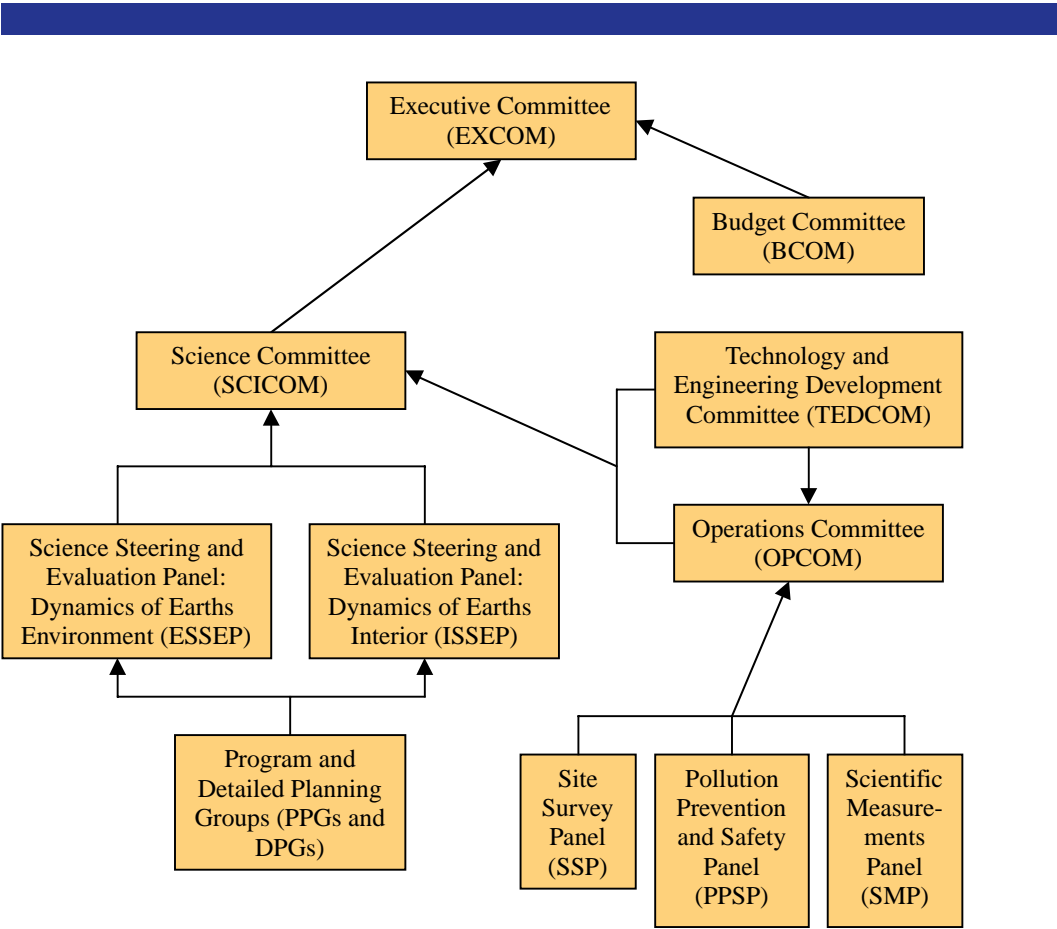 Executive Committee
(EXCOM)
Budget Committee
(BCOM)
Science Committee
(SCICOM)
Technology and
Engineering Development
Committee (TEDCOM)
Operations Committee
(OPCOM)
Science Steering and
Evaluation Panel:
Dynamics of Earths
Environment (ESSEP)
Science Steering and
Evaluation Panel:
Dynamics of Earths
Interior (ISSEP)
Program and
Detailed Planning
Groups (PPGs and
DPGs)
Site
Survey
Panel
(SSP)
Pollution
Prevention
and Safety
Panel
(PPSP)
Scientific
Measure-
ments
Panel
(SMP)